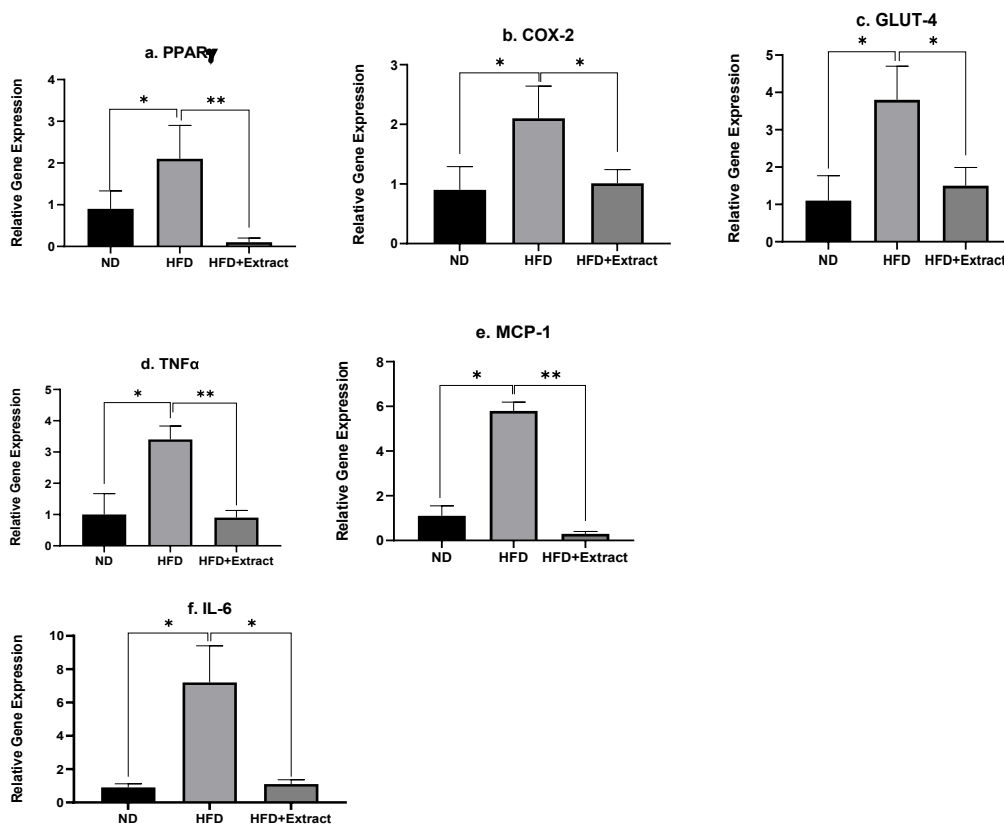 a. PPARγ
* **
Relative Gene Expression
4
3
2
1
0
ND HFD HFD+Extract
b. COX-2
* *
Relative Gene Expression
3
2
1
0
ND HFD HFD+Extract
c. GLUT-4
* *
Relative Gene Expression
5
4
3
2
1
0
ND HFD HFD+Extract
d. TNFα
* **
Relative Gene Expression
5
4
3
2
1
0
ND HFD HFD+Extract
e. MCP-1
* **
Relative Gene Expression
8
6
4
2
0
ND HFD HFD+Extract
f. IL-6
* *
Relative Gene Expression
10
8
6
4
2
0
ND HFD HFD+Extract